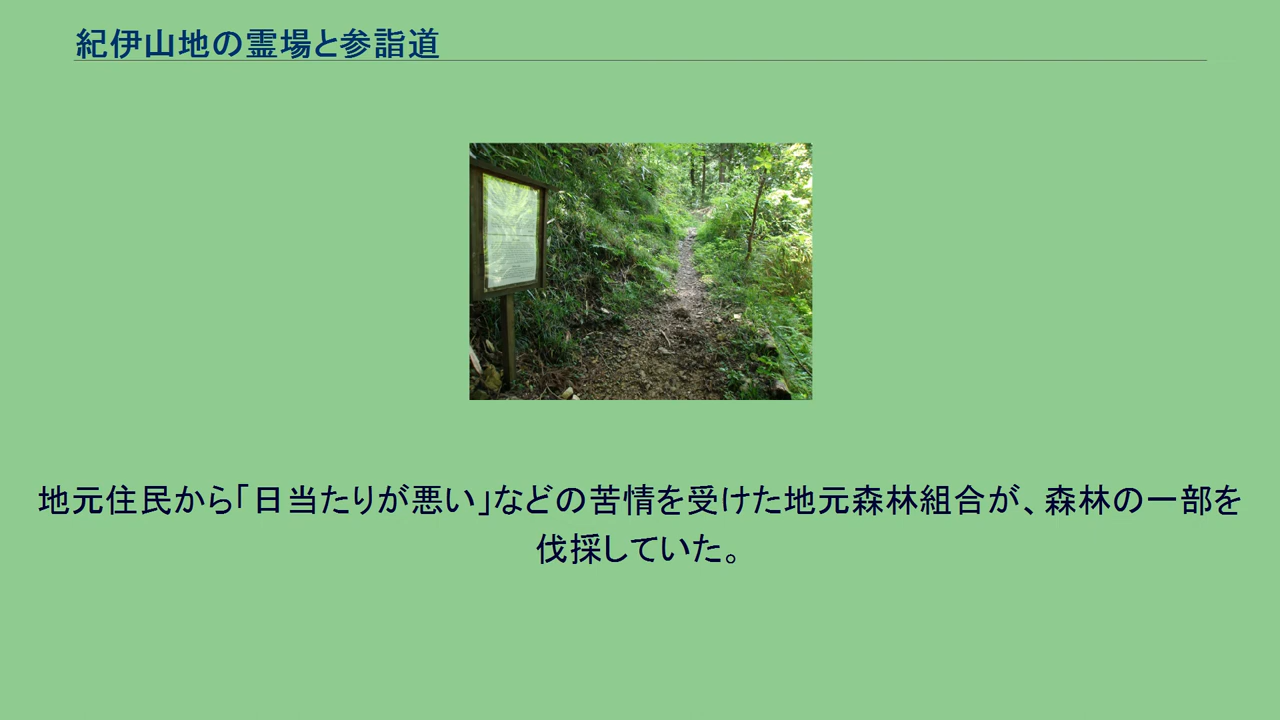 紀伊山地の霊場と参詣道
地元住民から「日当たりが悪い」などの苦情を受けた地元森林組合が、森林の一部を
伐採していた。